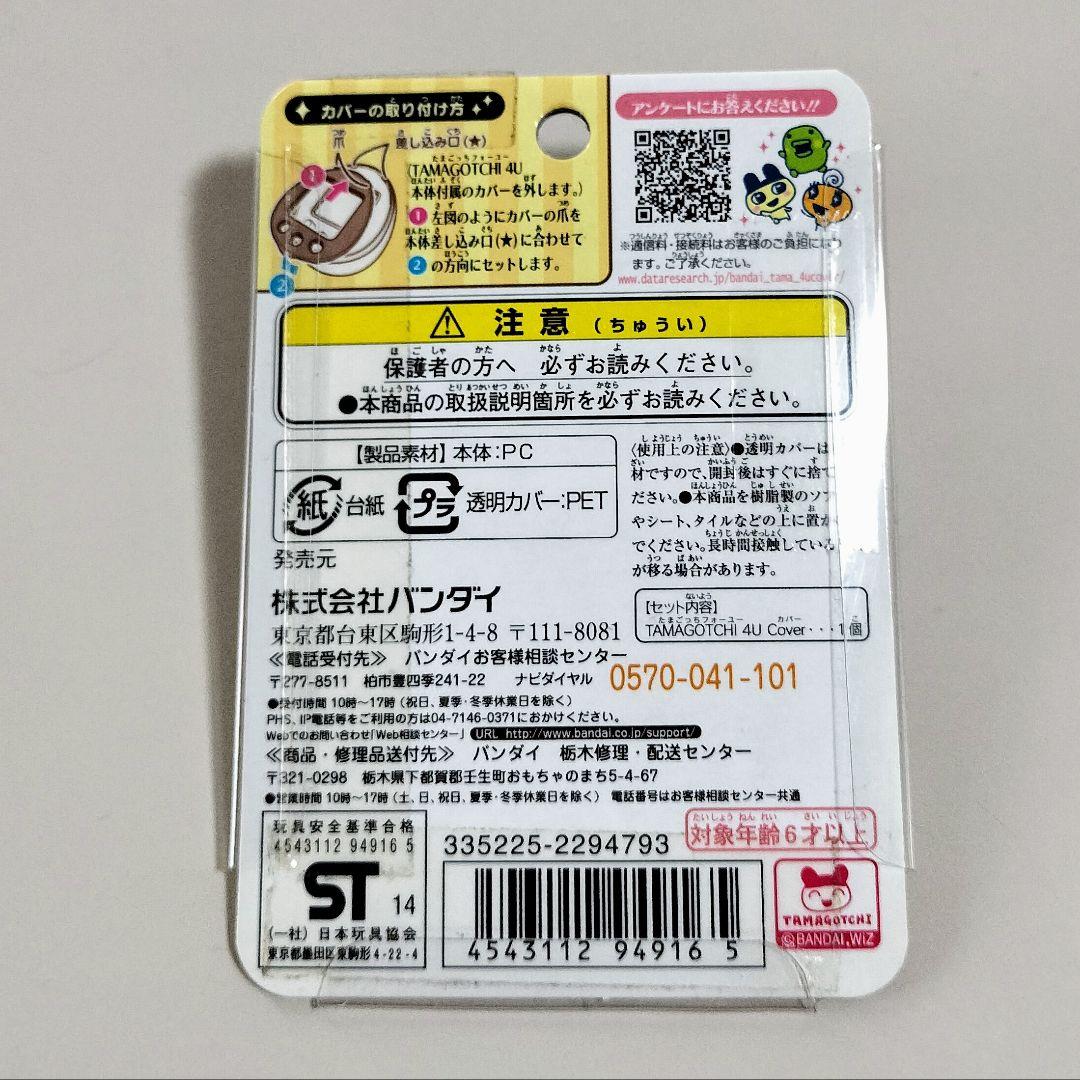 カバーの取り付け方
爪 差し込み口(★)
(TAMAGOTCHI 4U
本体付属のカバーを外します。)
❶左図のようにカバーの爪を
本体差し込み口(★)に合わせて
❷の方向にセットします。
1
2
アンケートにお答えください!!
※通信料・接続料はお客様のご負担になり
ます。ご了承ください。
www.dataresearch.jp/bandai_tama_4ucover/
注意(ちゅうい)
保護者の方へ 必ずお読みください。
●本商品の取扱説明箇所を必ずお読みください。
【製品素材】本体:PC
紙 台紙 プラ 透明カバー:PET
〈使用上の注意〉●透明カバーは
材ですので、開封後はすぐに捨て
ださい。●本商品を樹脂製のソフ
やシート、タイルなどの上に置か
でください。長時間接触している
が移る場合があります。
発売元
株式会社バンダイ
東京都台東区駒形1-4-8 〒111-8081
【セット内容】
TAMAGOTCHI 4U Cover・・・1個
≪電話受付先≫ バンダイお客様相談センター
〒277-8511 柏市豊四季241-22 ナビダイヤル 0570-041-101
●受付時間 10時～17時(祝日、夏季・冬季休業日を除く)
PHS、IP電話等をご利用の方は04-7146-0371におかけください。
Webでのお問い合わせ「Web相談センター」 URL http://www.bandai.co.jp/support/
≪商品・修理品送付先≫ バンダイ 栃木修理・配送センター
〒321-0298 栃木県下都賀郡壬生町おもちゃのまち5-4-67
●営業時間 10時～17時(土、日、祝日、夏季・冬季休業日を除く) 電話番号はお客様相談センター共通
玩具安全基準合格
4543112 94916 5
ST 14
(一社)日本玩具協会
東京都墨田区東駒形4-22-4
335225-2294793
4543112 94916 5
対象年齢6才以上
TAMAGOTCHI
©BANDAI,WiZ